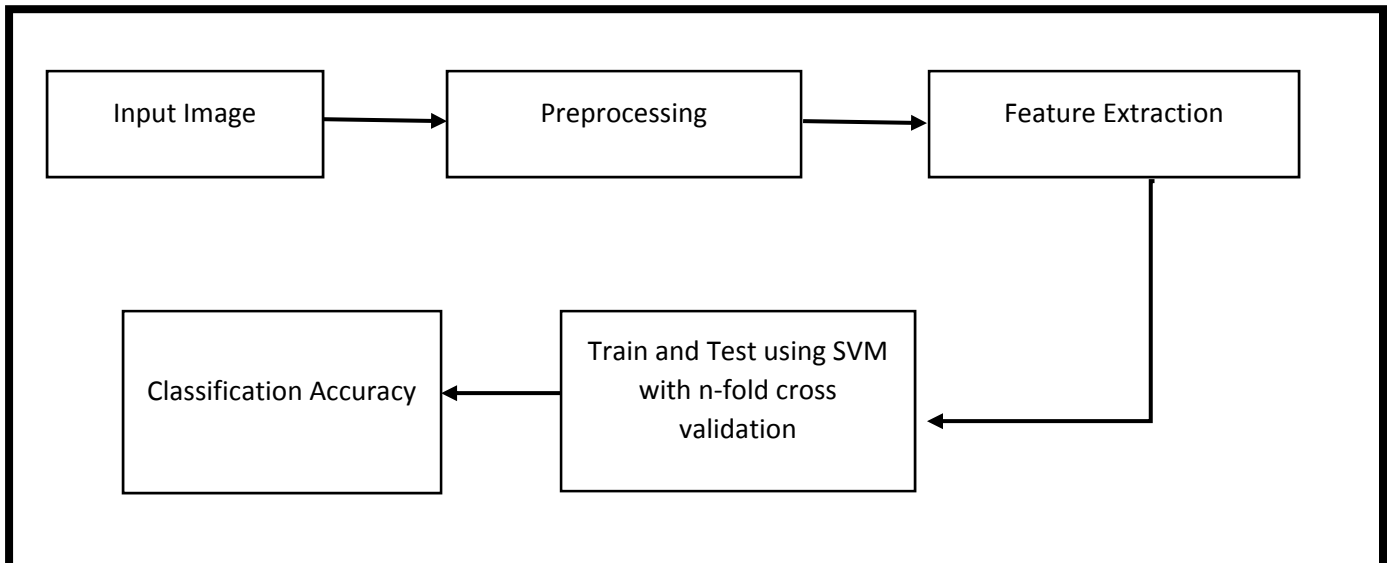 Input Image
Preprocessing
Feature Extraction
Train and Test using SVM
with n-fold cross
validation
Classification Accuracy